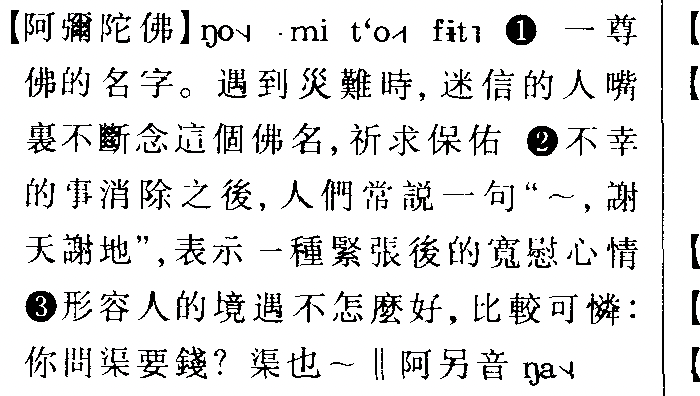 【阿彌陀佛】ŋo˧ ·mi tʻo˧ fɨt˥ ❶ 一尊
佛的名字。遇到災難時, 迷信的人嘴
裏不斷念這個佛名, 祈求保佑 ❷不幸
的事消除之後, 人們常説一句“～, 謝
天謝地”, 表示一種緊張後的寬慰心情
❸形容人的境遇不怎麼好, 比較可憐:
你問渠要錢? 渠也～‖阿另音 ŋa